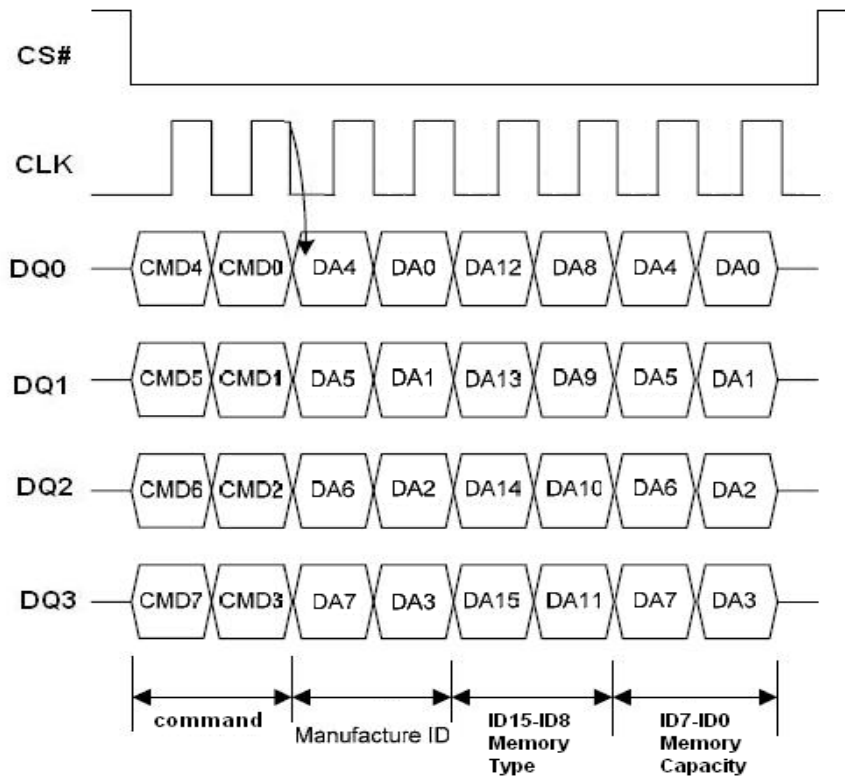 CS#
CLK
DQ0 CMD4 CMD0 DA4 DA0 DA12 DA8 DA4 DA0
DQ1 CMD5 CMD1 DA5 DA1 DA13 DA9 DA5 DA1
DQ2 CMD6 CMD2 DA6 DA2 DA14 DA10 DA6 DA2
DQ3 CMD7 CMD3 DA7 DA3 DA15 DA11 DA7 DA3
command
Manufacture ID
ID15-ID8
Memory
Type
ID7-ID0
Memory
Capacity